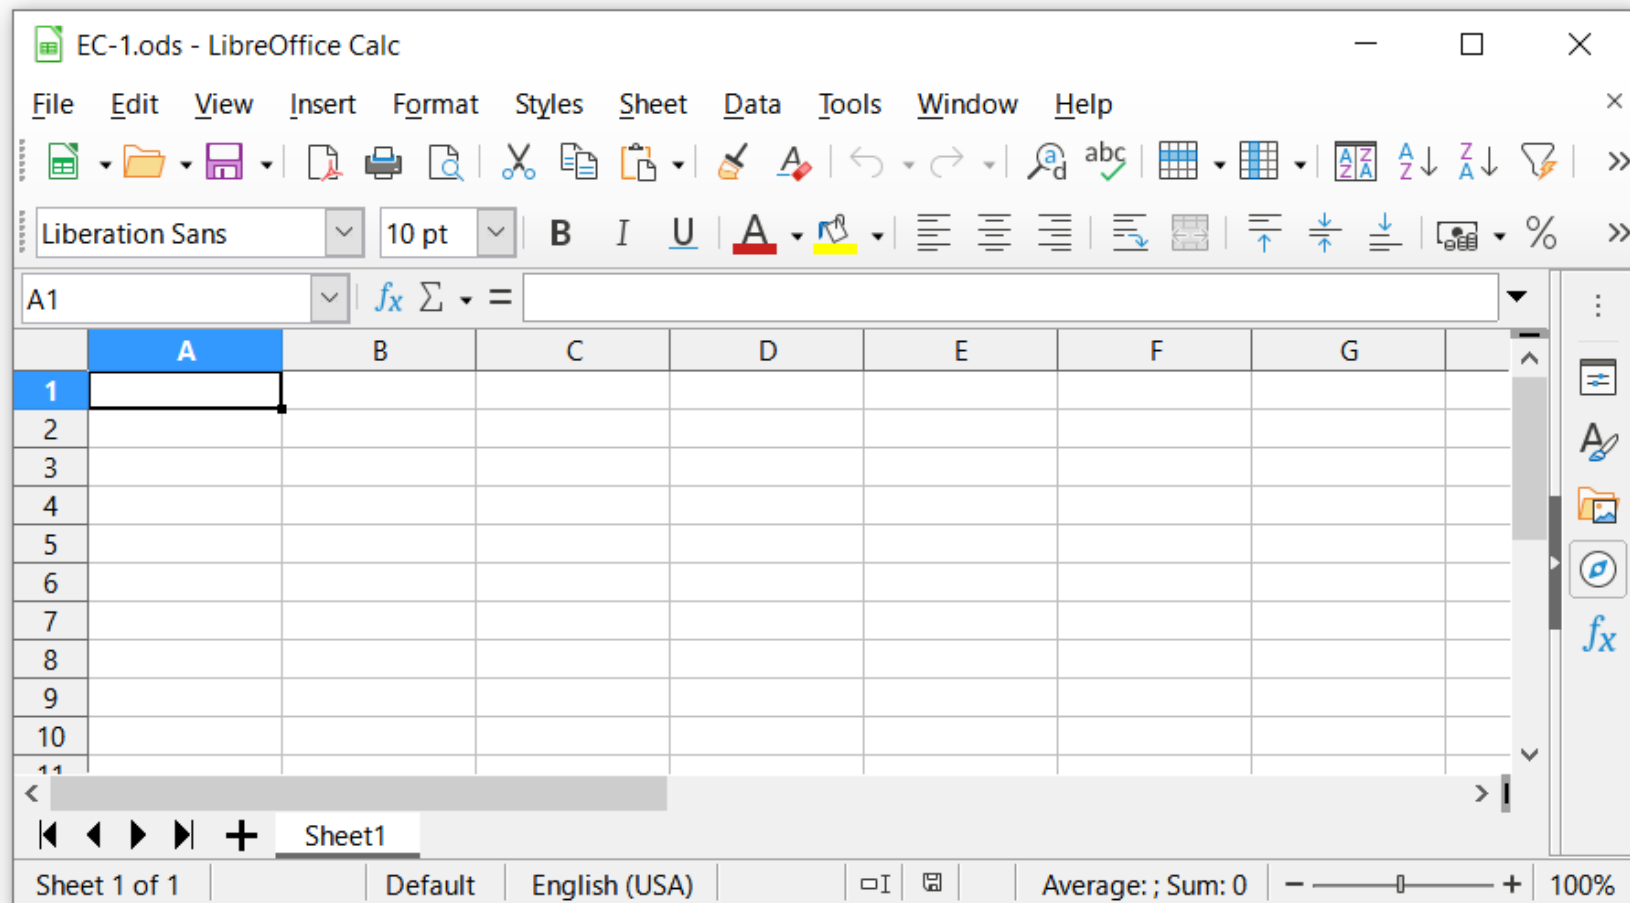 EC-1.ods - LibreOffice Calc
File Edit View Insert Format Styles Sheet Data Tools Window Help
Liberation Sans 10 pt B I U A %
A1 fx Σ =
A B C D E F G
1
2
3
4
5
6
7
8
9
10
11
Sheet1
Sheet 1 of 1 Default English (USA) Average: ; Sum: 0 100%